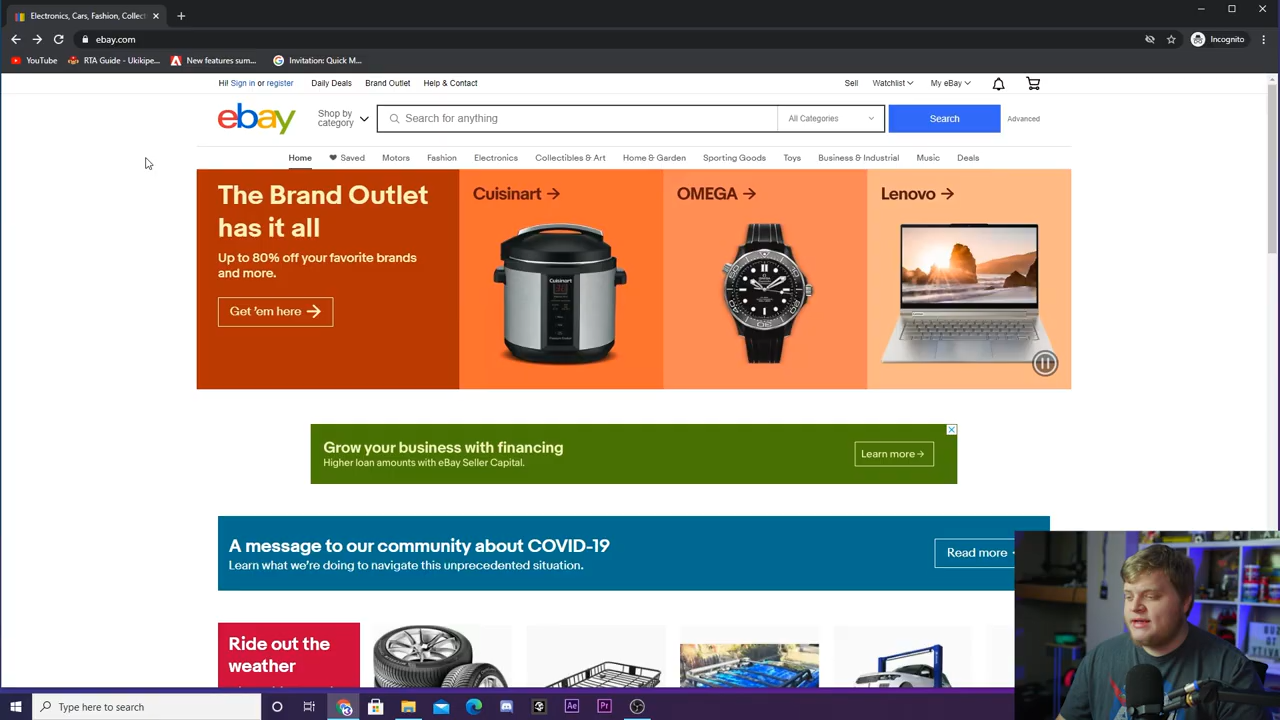 Electronics, Cars, Fashion, Collect
ebay.com
Incognito
YouTube
RTA Guide - Ukikipe...
New features sum...
Invitation: Quick M...
Hi! Sign in or register
Daily Deals
Brand Outlet
Help & Contact
Sell
Watchlist
My eBay
ebay
Shop by
category
Search for anything
All Categories
Search
Advanced
Home
Saved
Motors
Fashion
Electronics
Collectibles & Art
Home & Garden
Sporting Goods
Toys
Business & Industrial
Music
Deals
The Brand Outlet
has it all
Up to 80% off your favorite brands
and more.
Get 'em here
Cuisinart
OMEGA
Lenovo
Cuisinart
Grow your business with financing
Higher loan amounts with eBay Seller Capital.
Learn more
A message to our community about COVID-19
Learn what we're doing to navigate this unprecedented situation.
Read more
Ride out the
weather
Type here to search
Ae
Pr